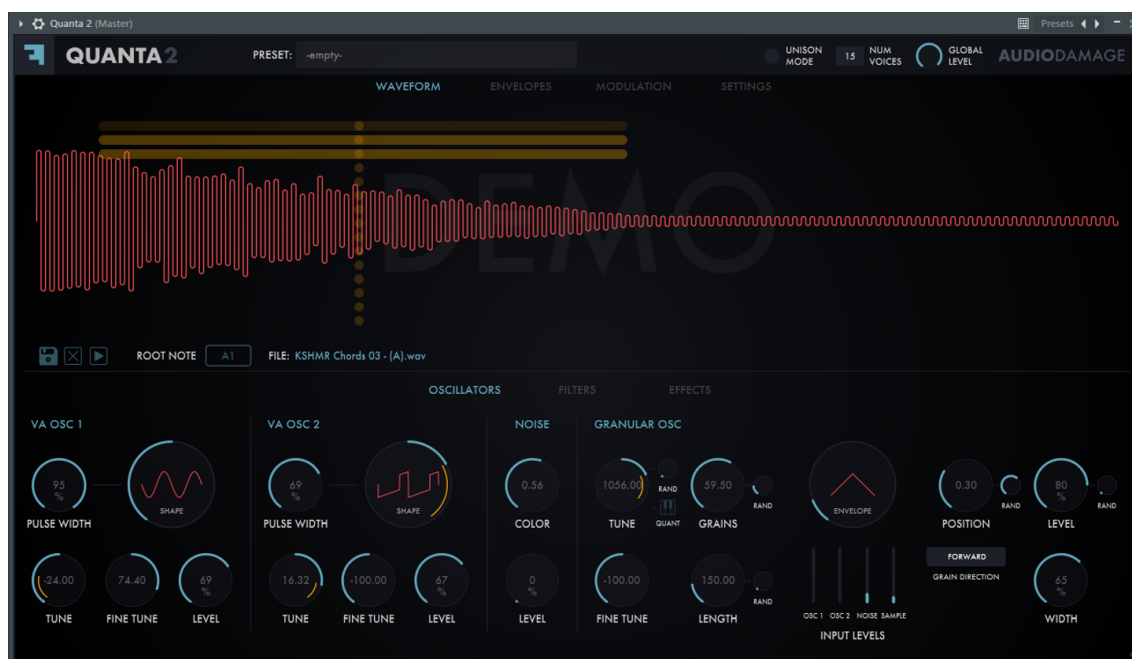 Quanta 2 (Master) Presets
QUANTA2 PRESET: -empty- UNISON MODE 15 NUM VOICES GLOBAL LEVEL AUDIODAMAGE
WAVEFORM ENVELOPES MODULATION SETTINGS
DEMO
ROOT NOTE A1 FILE: KSHMR Chords 03 - (A).wav
OSCILLATORS FILTERS EFFECTS
VA OSC 1 VA OSC 2 NOISE GRANULAR OSC
95 % SHAPE 69 % SHAPE 0.56 1056.00 RAND QUANT 59.50 RAND ENVELOPE 0.30 RAND 80 % RAND
PULSE WIDTH PULSE WIDTH COLOR TUNE GRAINS POSITION LEVEL
-24.00 74.40 69 % 16.32 -100.00 67 % 0 % -100.00 150.00 RAND FORWARD 65 %
GRAIN DIRECTION
OSC 1 OSC 2 NOISE SAMPLE
TUNE FINE TUNE LEVEL TUNE FINE TUNE LEVEL LEVEL FINE TUNE LENGTH WIDTH
INPUT LEVELS